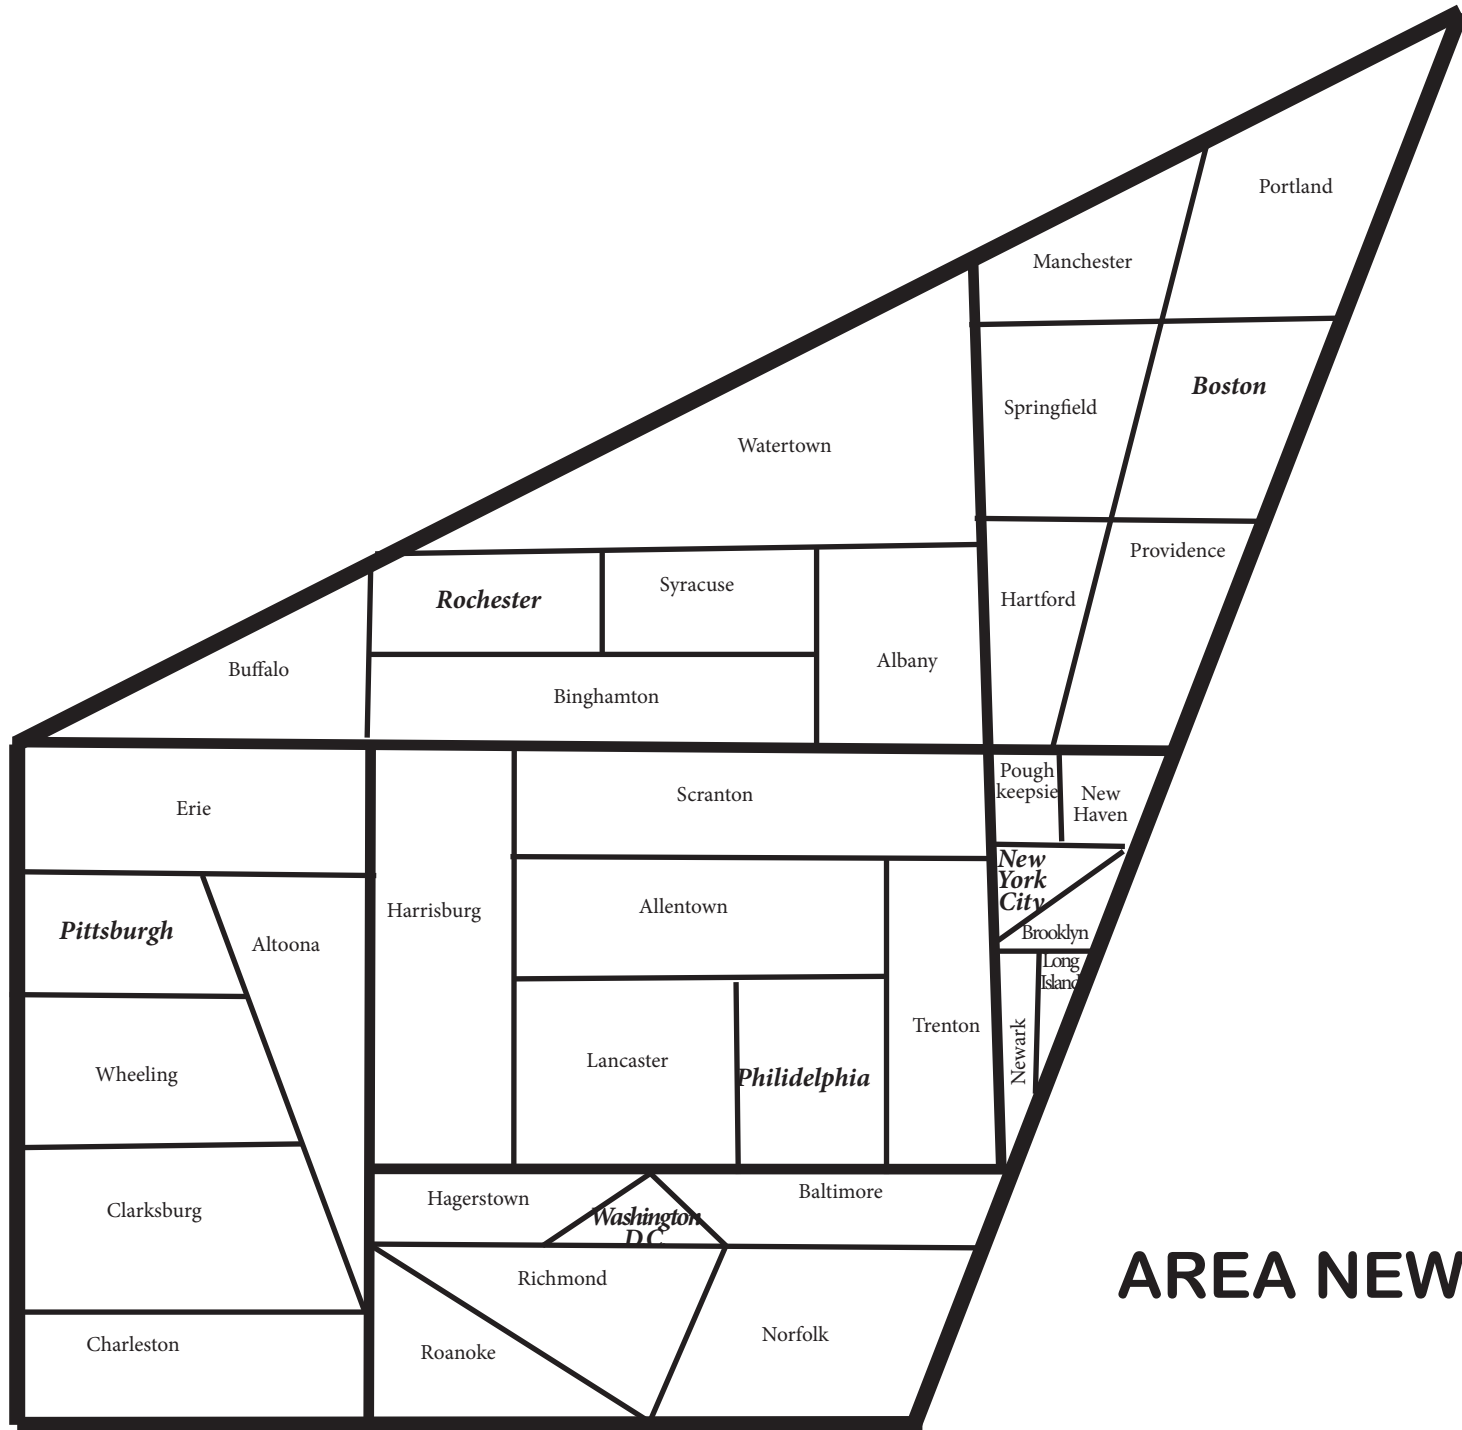 Portland
Manchester
Boston
Springfield
Watertown
Providence
Syracuse
Rochester
Hartford
Albany
Buffalo
Binghamton
Pough
keepsie
New
Haven
Scranton
Erie
New
York
City
Allentown
Harrisburg
Pittsburgh
Altoona
Brooklyn
Long
Island
Trenton
Newark
Lancaster
Philidelphia
Wheeling
Hagerstown
Baltimore
Clarksburg
Washington
D.C.
Richmond
AREA NEW
Norfolk
Charleston
Roanoke